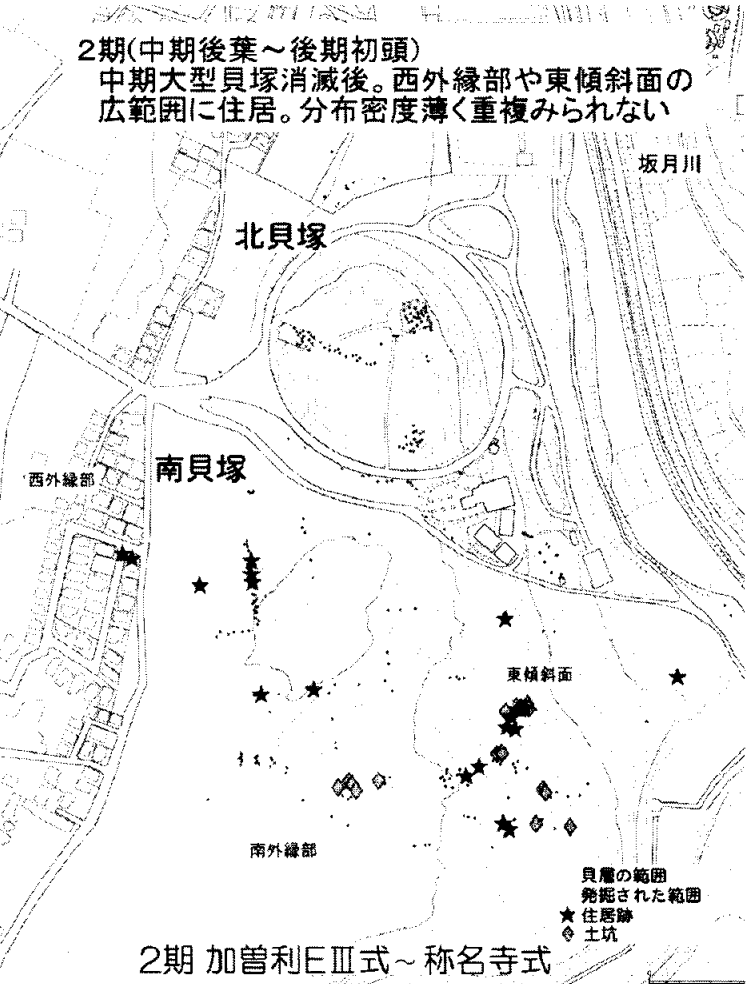 2期(中期後葉～後期初頭)
中期大型貝塚消滅後。西外縁部や東傾斜面の
広範囲に住居。分布密度薄く重複みられない
坂月川
北貝塚
西外縁部
南貝塚
東傾斜面
南外縁部
貝層の範囲
発掘された範囲
★ 住居跡
◇ 土坑
2期 加曽利EⅢ式～称名寺式